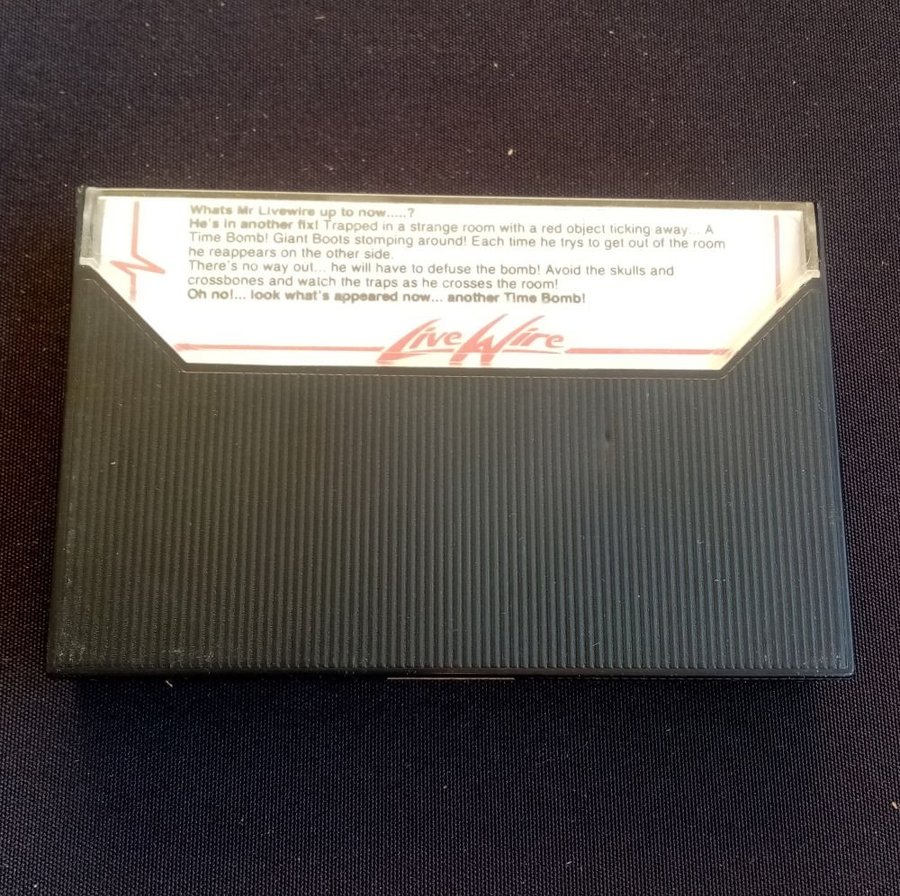 Whats Mr Livewire up to now.....?
He's in another fix! Trapped in a strange room with a red object ticking away... A
Time Bomb! Giant Boots stomping around! Each time he trys to get out of the room
he reappears on the other side.
There's no way out... he will have to defuse the bomb! Avoid the skulls and
crossbones and watch the traps as he crosses the room!
Oh no!... look what's appeared now... another Time Bomb!
LiveWire